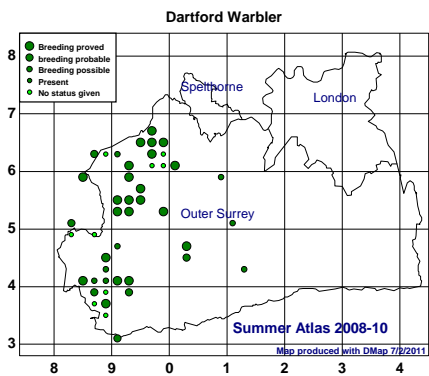 Dartford Warbler
8
7
6
5
4
3
Breeding proved
breeding probable
Breeding possible
Present
No status given
Spelthorne
London
Outer Surrey
Summer Atlas 2008-10
Map produced with DMap 7/2/2011
8 9 0 1 2 3 4